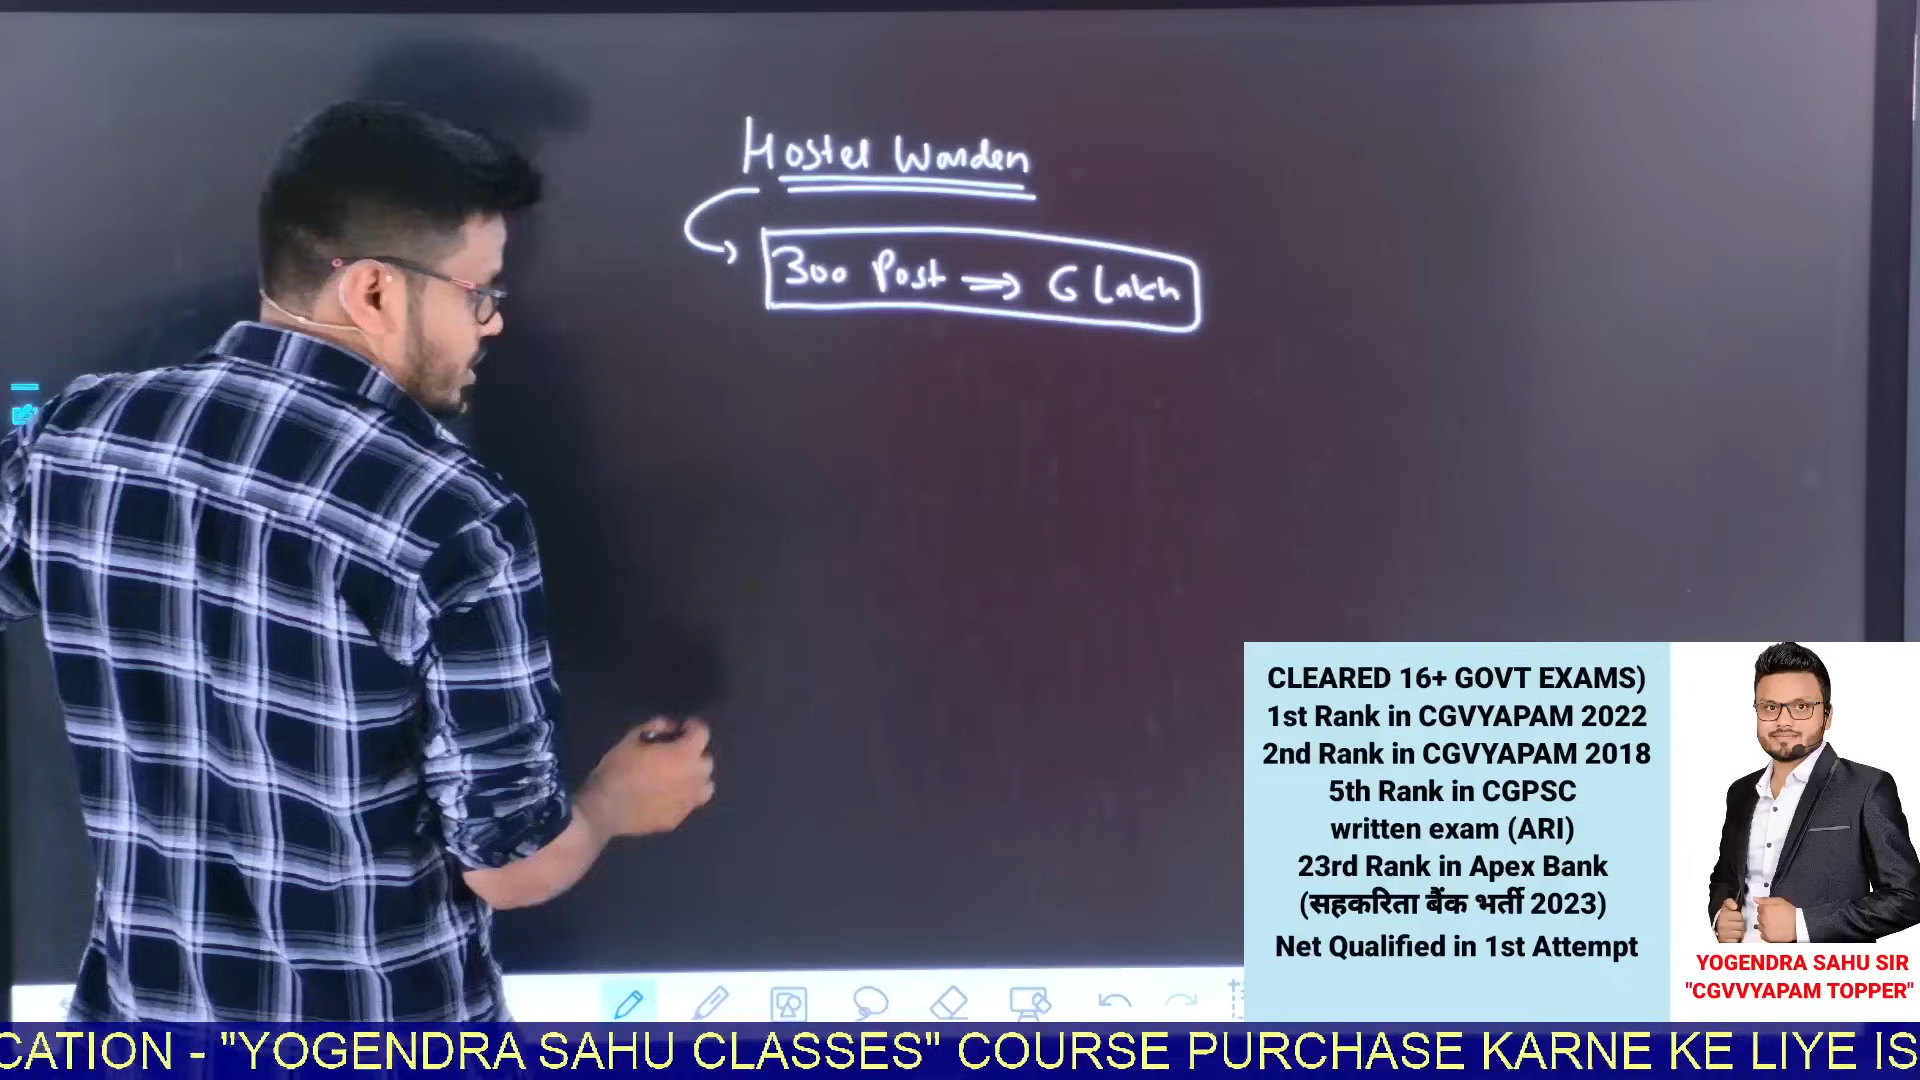 Hostel Warden
300 Post ⇒ 6 Lakh
CLEARED 16+ GOVT EXAMS)
1st Rank in CGVYAPAM 2022
2nd Rank in CGVYAPAM 2018
5th Rank in CGPSC
written exam (ARI)
23rd Rank in Apex Bank
(सहकरिता बैंक भर्ती 2023)
Net Qualified in 1st Attempt
YOGENDRA SAHU SIR
"CGVVYAPAM TOPPER"
CATION - "YOGENDRA SAHU CLASSES" COURSE PURCHASE KARNE KE LIYE IS